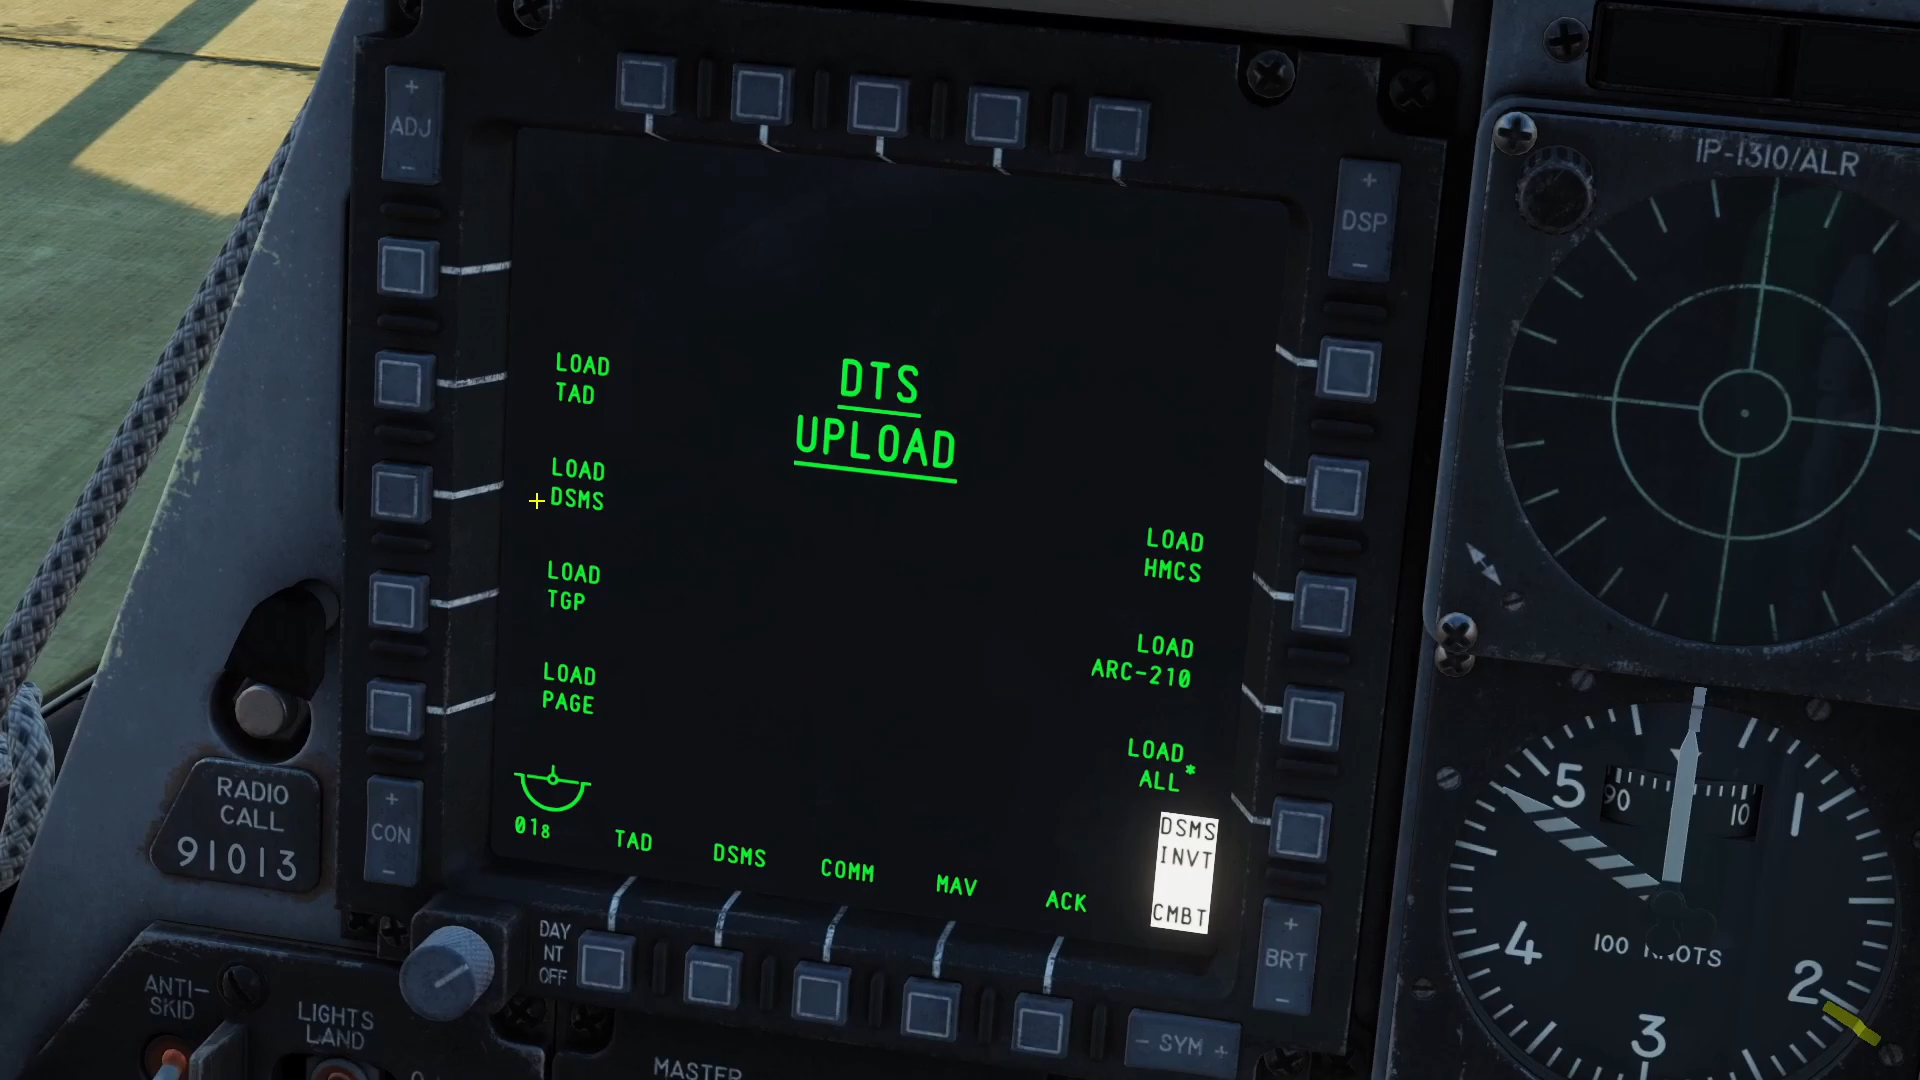 ADJ
DSP
IP-1310/ALR
LOAD
TAD
DTS
UPLOAD
LOAD
DSMS
LOAD
HMCS
LOAD
TGP
LOAD
ARC-210
LOAD
PAGE
LOAD
ALL*
018
TAD
DSMS
COMM
MAV
ACK
DSMS
INVT
CMBT
RADIO
CALL
91013
+
CON
-
DAY
NT
OFF
+
BRT
-
- SYM +
ANTI-
SKID
LIGHTS
LAND
MASTER
5
90
10
1
4
100 KNOTS
2
3